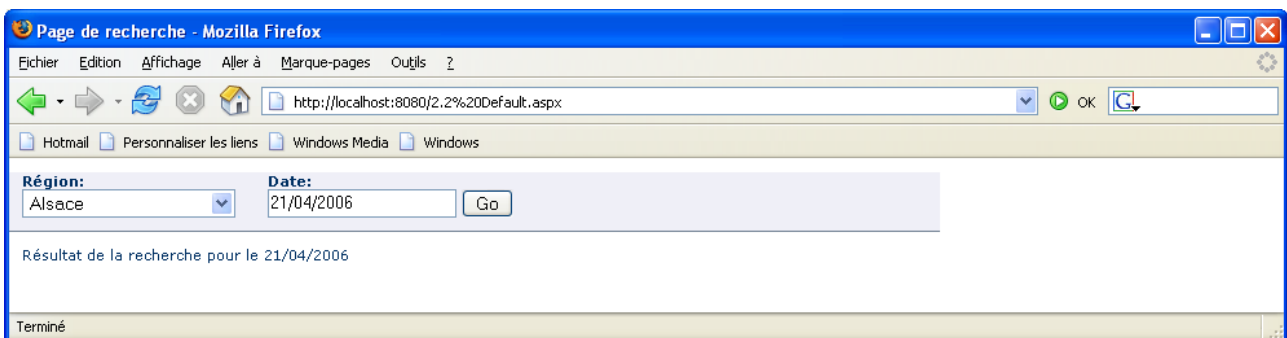 Page de recherche - Mozilla Firefox
Fichier Edition Affichage Aller à Marque-pages Outils ?
http://localhost:8080/2.2%20Default.aspx OK G
Hotmail Personnaliser les liens Windows Media Windows
Région: Date:
Alsace 21/04/2006 Go
Résultat de la recherche pour le 21/04/2006
Terminé